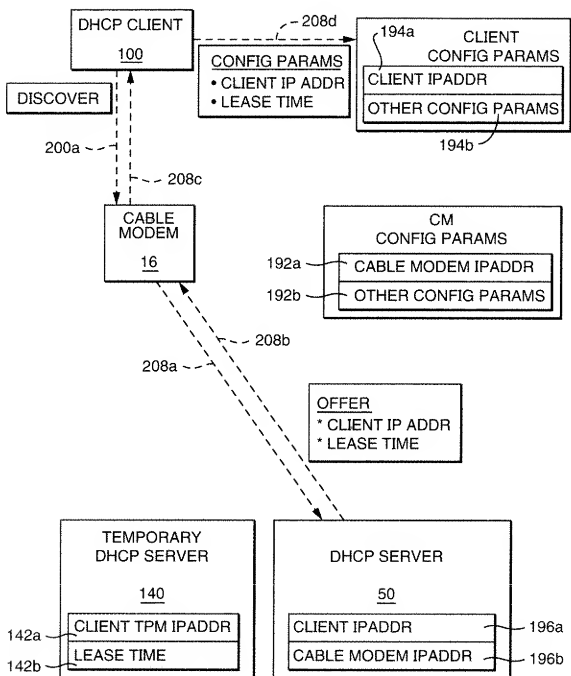 DHCP CLIENT
100
208d
194a
CLIENT
CONFIG PARAMS
CLIENT IPADDR
OTHER CONFIG PARAMS
194b
CONFIG PARAMS
• CLIENT IP ADDR
• LEASE TIME
DISCOVER
200a
208c
CABLE
MODEM
16
CM
CONFIG PARAMS
192a
CABLE MODEM IPADDR
192b
OTHER CONFIG PARAMS
208b
208a
OFFER
* CLIENT IP ADDR
* LEASE TIME
TEMPORARY
DHCP SERVER
140
142a
CLIENT TPM IPADDR
142b
LEASE TIME
DHCP SERVER
50
CLIENT IPADDR
196a
CABLE MODEM IPADDR
196b